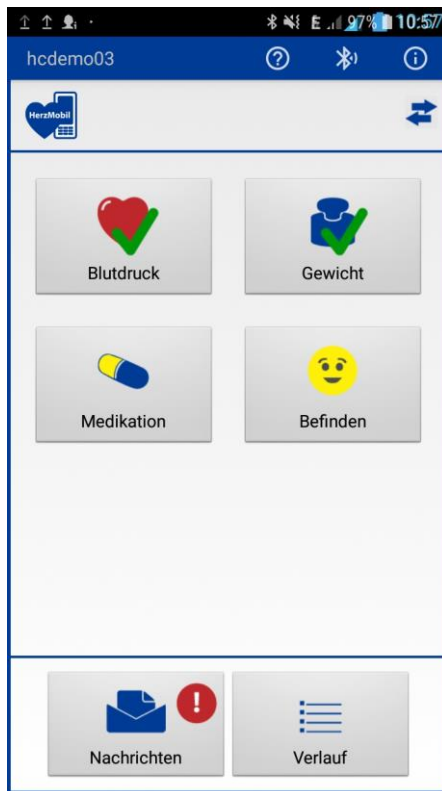 E 97% 10:57
hcdemo03
HerzMobil
Blutdruck
Gewicht
Medikation
Befinden
!
Nachrichten
Verlauf